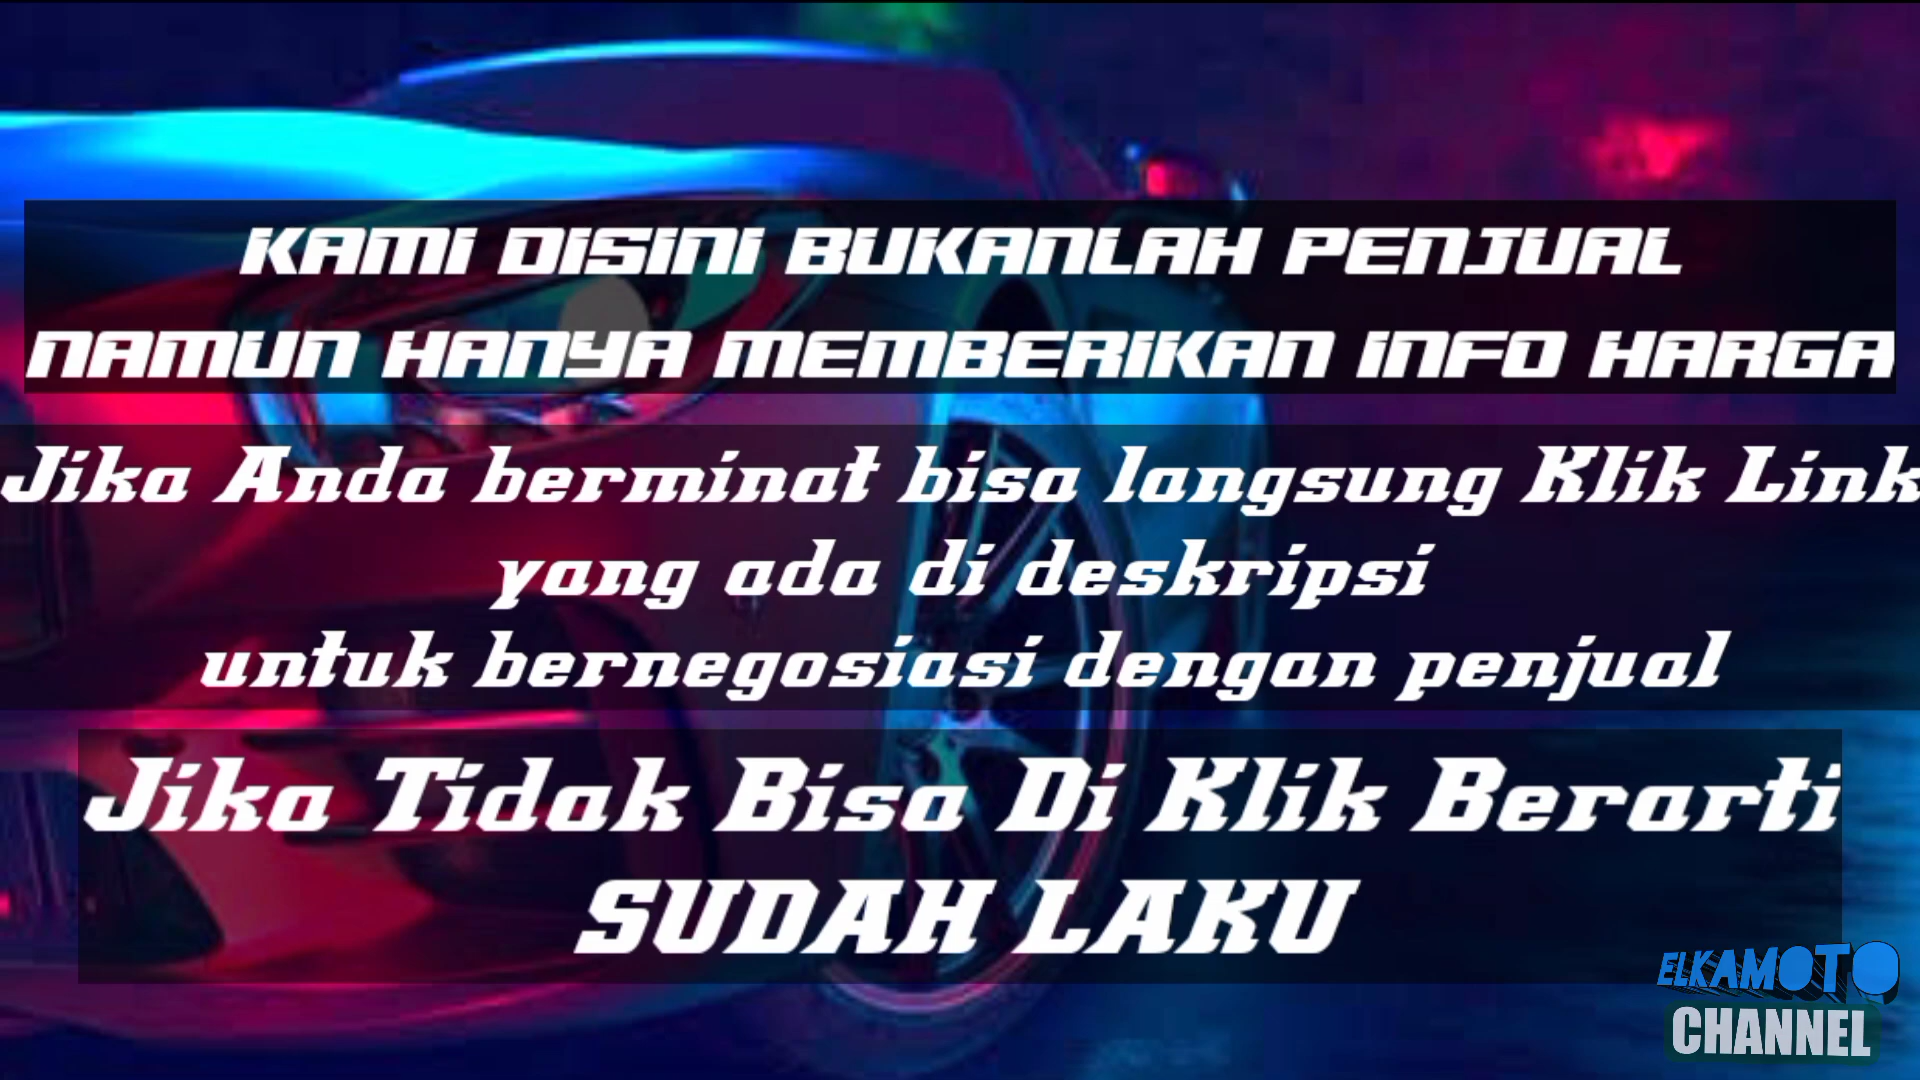 KAMI DISINI BUKANLAH PENJUAL
NAMUN HANYA MEMBERIKAN INFO HARGA
Jika Anda berminat bisa langsung Klik Link
yang ada di deskripsi
untuk bernegosiasi dengan penjual
Jika Tidak Bisa Di Klik Berarti
SUDAH LAKU
ELKAMOTO
CHANNEL